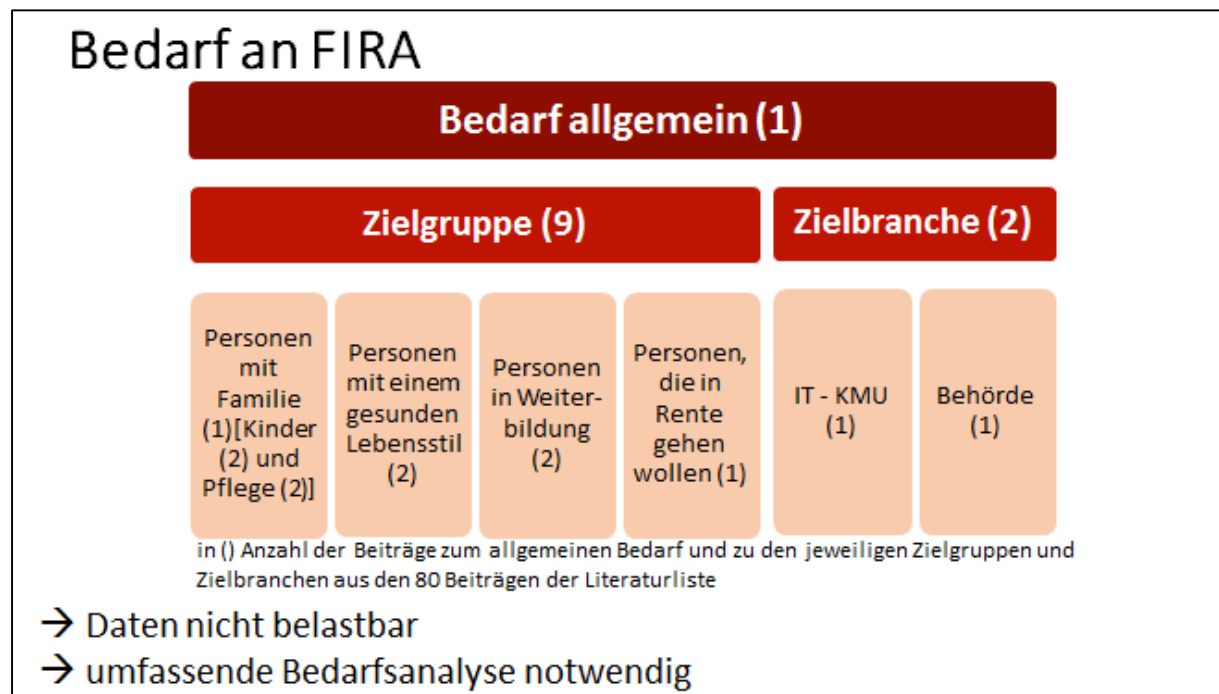 Bedarf an FIRA
Bedarf allgemein (1)
Zielgruppe (9)
Zielbranche (2)
Personen
mit
Familie
(1)[Kinder
(2) und
Pflege (2)]
Personen
mit einem
gesunden
Lebensstil
(2)
Personen
in Weiter-
bildung
(2)
Personen,
die in
Rente
gehen
wollen (1)
IT - KMU
(1)
Behörde
(1)
in () Anzahl der Beiträge zum allgemeinen Bedarf und zu den jeweiligen Zielgruppen und
Zielbranchen aus den 80 Beiträgen der Literaturliste
→ Daten nicht belastbar
→ umfassende Bedarfsanalyse notwendig